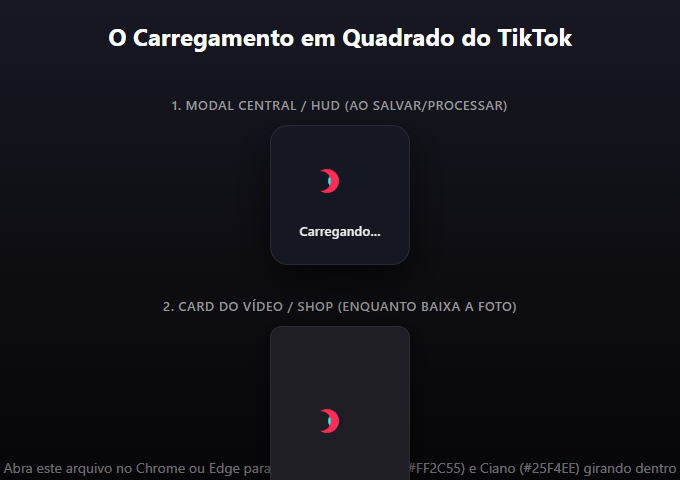 O Carregamento em Quadrado do TikTok
1. MODAL CENTRAL / HUD (AO SALVAR/PROCESSAR)
Carregando...
2. CARD DO VÍDEO / SHOP (ENQUANTO BAIXA A FOTO)
Abra este arquivo no Chrome ou Edge para #FF2C55) e Ciano (#25F4EE) girando dentro